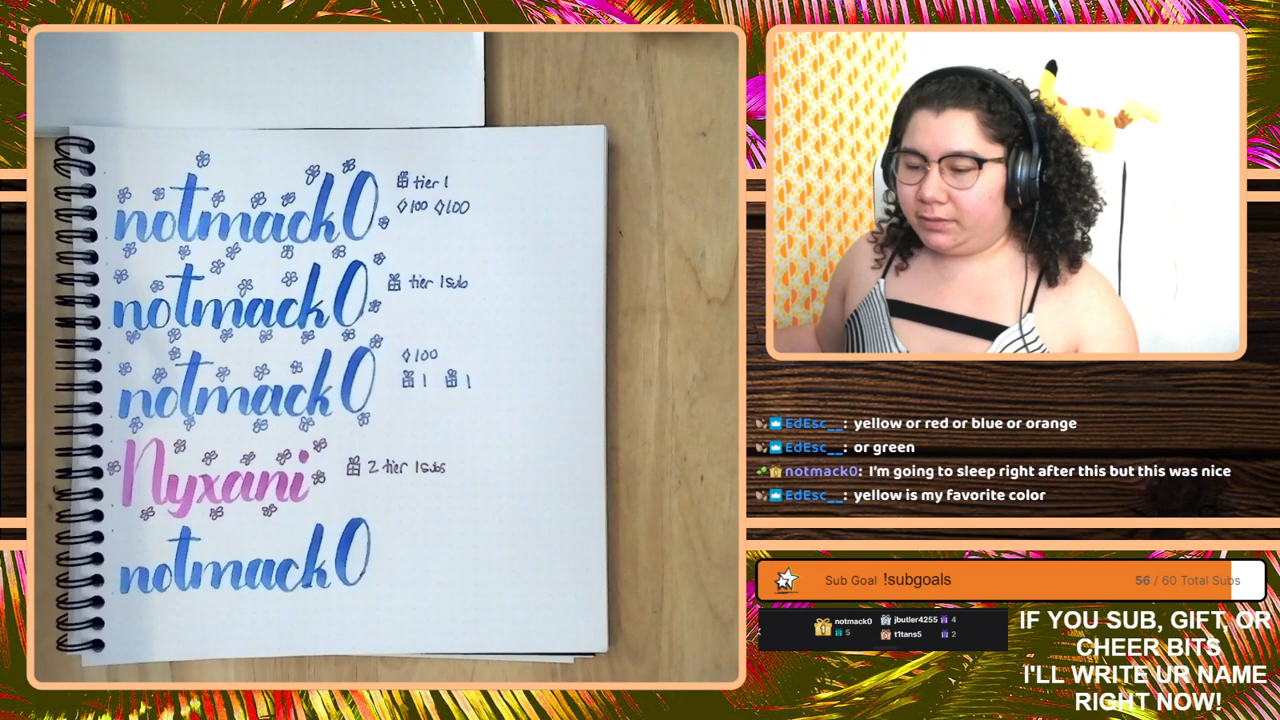 notmack0
tier 1
100 100
notmack0
tier 1 sub
notmack0
100
1 1
Nyxani
2 tier 1 subs
notmack0
EdEsc__: yellow or red or blue or orange
EdEsc__: or green
notmack0: I'm going to sleep right after this but this was nice
EdEsc__: yellow is my favorite color
Sub Goal !subgoals 56 / 60 Total Subs
1 notmack0 5
jbutler4255 4
t1tans5 2
IF YOU SUB, GIFT, OR
CHEER BITS
I'LL WRITE UR NAME
RIGHT NOW!